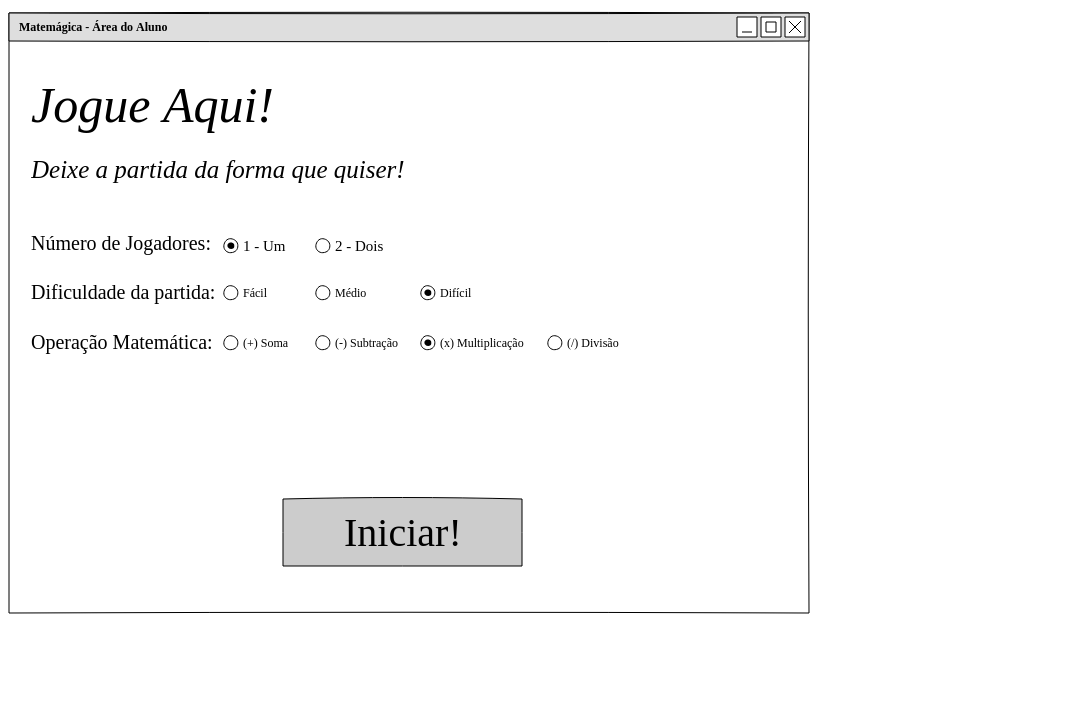 Matemágica - Área do Aluno
Jogue Aqui!
Deixe a partida da forma que quiser!
Número de Jogadores: 1 - Um 2 - Dois
Dificuldade da partida: Fácil Médio Difícil
Operação Matemática: (+) Soma (-) Subtração (x) Multiplicação (/) Divisão
Iniciar!